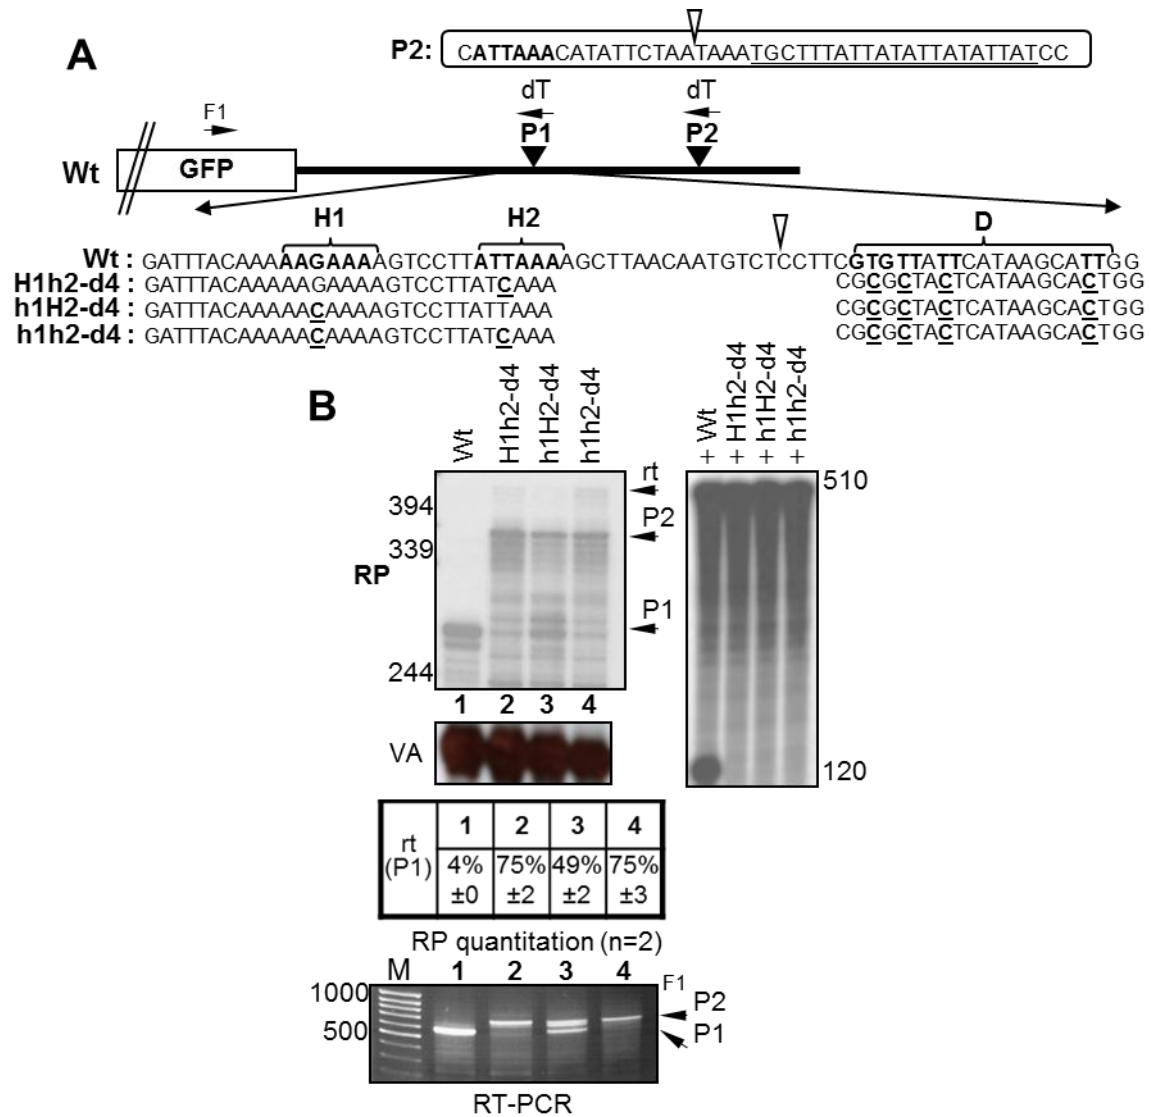 A
P2: CATTAAACATATTCTAATAAATGCTTTATTATATTATATTATCC
dT dT
F1
P1 P2
Wt GFP
H1 H2 D
Wt : GATTTACAAAAAGAAAAGTCCTTATTAAAAGCTTAACAATGTCTCCTTCGTGTTATTCATAAGCATTGG
H1h2-d4 : GATTTACAAAAAGAAAAGTCCTTATCAAA CGCGCTACTCATAAGCACTGG
h1H2-d4 : GATTTACAAAAACAAAAGTCCTTATTAAA CGCGCTACTCATAAGCACTGG
h1h2-d4 : GATTTACAAAAACAAAAGTCCTTATCAAA CGCGCTACTCATAAGCACTGG
B
Wt H1h2-d4 h1H2-d4 h1h2-d4
+ Wt + H1h2-d4 + h1H2-d4 + h1h2-d4
rt 510
394
P2
339
RP
P1
244
1 2 3 4
VA 120
rt (P1) 1 2 3 4
4% ±0 75% ±2 49% ±2 75% ±3
RP quantitation (n=2)
M 1 2 3 4 F1
1000 P2
500 P1
RT-PCR